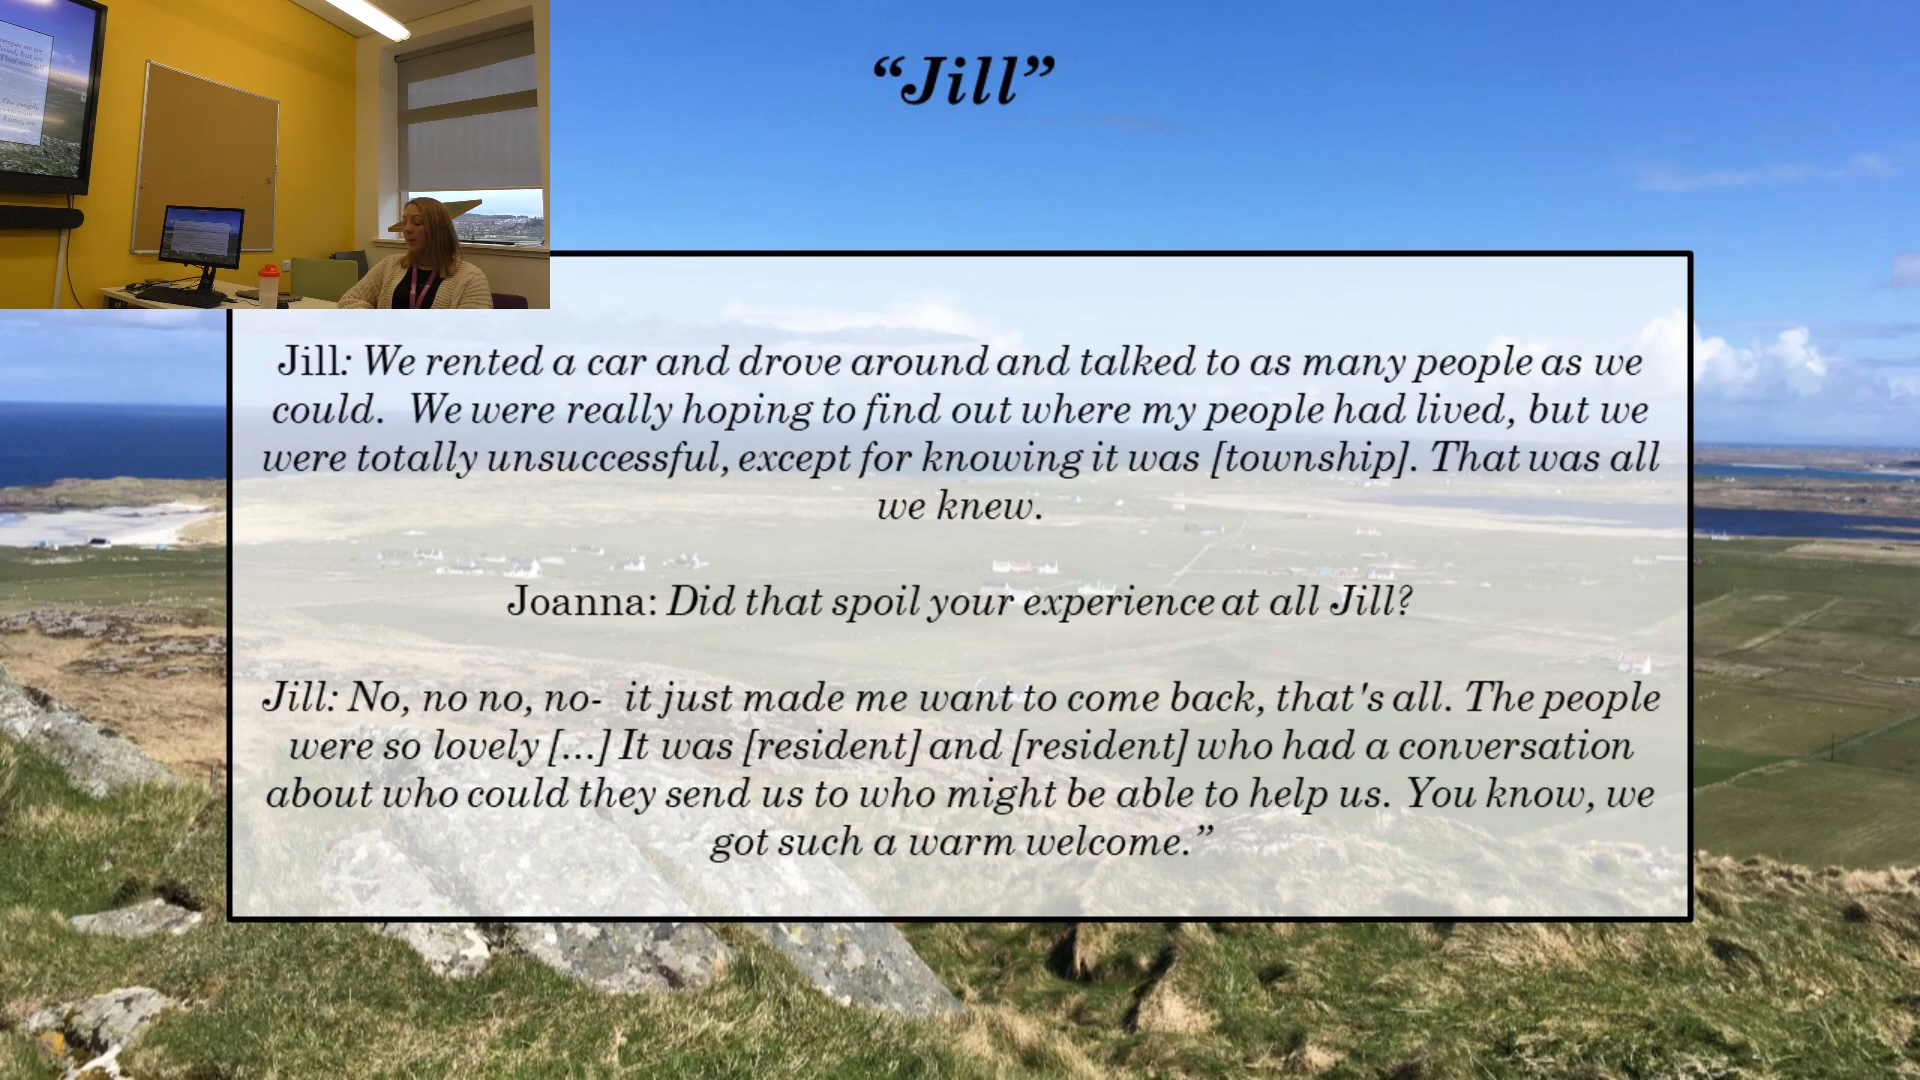 “Jill”
Jill: We rented a car and drove around and talked to as many people as we
could. We were really hoping to find out where my people had lived, but we
were totally unsuccessful, except for knowing it was [township]. That was all
we knew.
Joanna: Did that spoil your experience at all Jill?
Jill: No, no no, no- it just made me want to come back, that's all. The people
were so lovely [...] It was [resident] and [resident] who had a conversation
about who could they send us to who might be able to help us. You know, we
got such a warm welcome.”